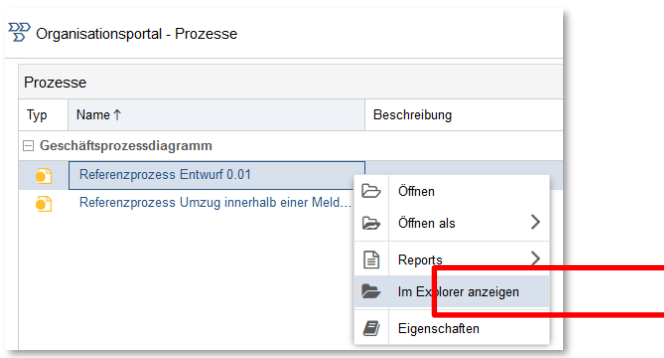 Organisationsportal - Prozesse
Prozesse
Typ Name ↑ Beschreibung
Geschäftsprozessdiagramm
Referenzprozess Entwurf 0.01
Referenzprozess Umzug innerhalb einer Meld...
Öffnen
Öffnen als
Reports
Im Explorer anzeigen
Eigenschaften